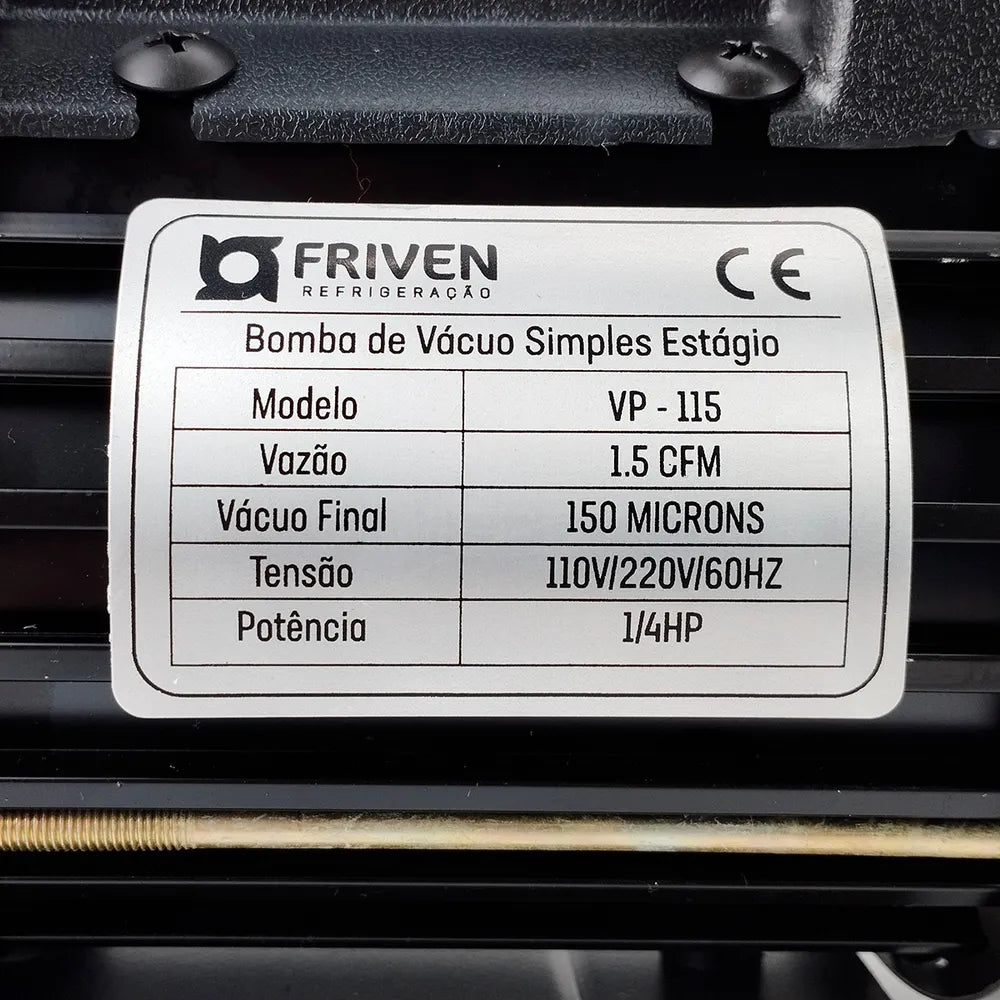 FRIVEN
REFRIGERAÇÃO
CE
Bomba de Vácuo Simples Estágio
Modelo VP - 115
Vazão 1.5 CFM
Vácuo Final 150 MICRONS
Tensão 110V/220V/60HZ
Potência 1/4HP